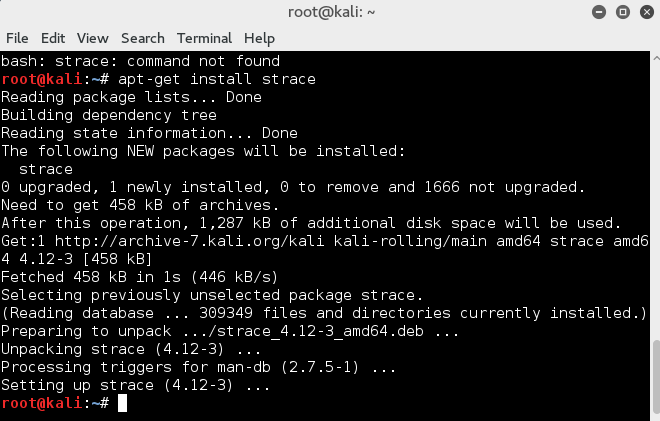 root@kali: ~
File Edit View Search Terminal Help
bash: strace: command not found
root@kali:~# apt-get install strace
Reading package lists... Done
Building dependency tree
Reading state information... Done
The following NEW packages will be installed:
  strace
0 upgraded, 1 newly installed, 0 to remove and 1666 not upgraded.
Need to get 458 kB of archives.
After this operation, 1,287 kB of additional disk space will be used.
Get:1 http://archive-7.kali.org/kali kali-rolling/main amd64 strace amd6
4 4.12-3 [458 kB]
Fetched 458 kB in 1s (446 kB/s)
Selecting previously unselected package strace.
(Reading database ... 309349 files and directories currently installed.)
Preparing to unpack .../strace_4.12-3_amd64.deb ...
Unpacking strace (4.12-3) ...
Processing triggers for man-db (2.7.5-1) ...
Setting up strace (4.12-3) ...
root@kali:~#